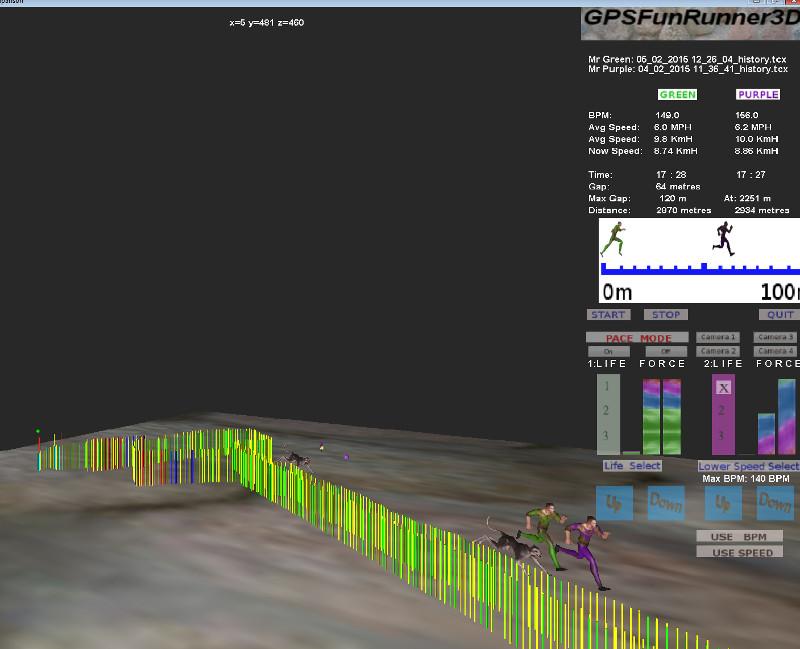 x=5 y=481 z=460
GPSFunRunner3D
Mr Green: 06_02_2015 12_26_04_history.tcx
Mr Purple: 04_02_2015 11_36_41_history.tcx
GREEN PURPLE
BPM: 149.0 156.0
Avg Speed: 6.0 MPH 6.2 MPH
Avg Speed: 9.8 KmH 10.0 KmH
Now Speed: 8.74 KmH 8.86 KmH
Time: 17 : 28 17 : 27
Gap: 64 metres
Max Gap: 120 m At: 2251 m
Distance: 2870 metres 2934 metres
0m 100m
START STOP QUIT
PACE MODE Camera 1 Camera 3
On Off Camera 2 Camera 4
1:LIFE FORCE 2:LIFE FORCE
1 X
2 2
3 3
Life Select Lower Speed Select
Max BPM: 140 BPM
Up Down Up Down
USE BPM
USE SPEED